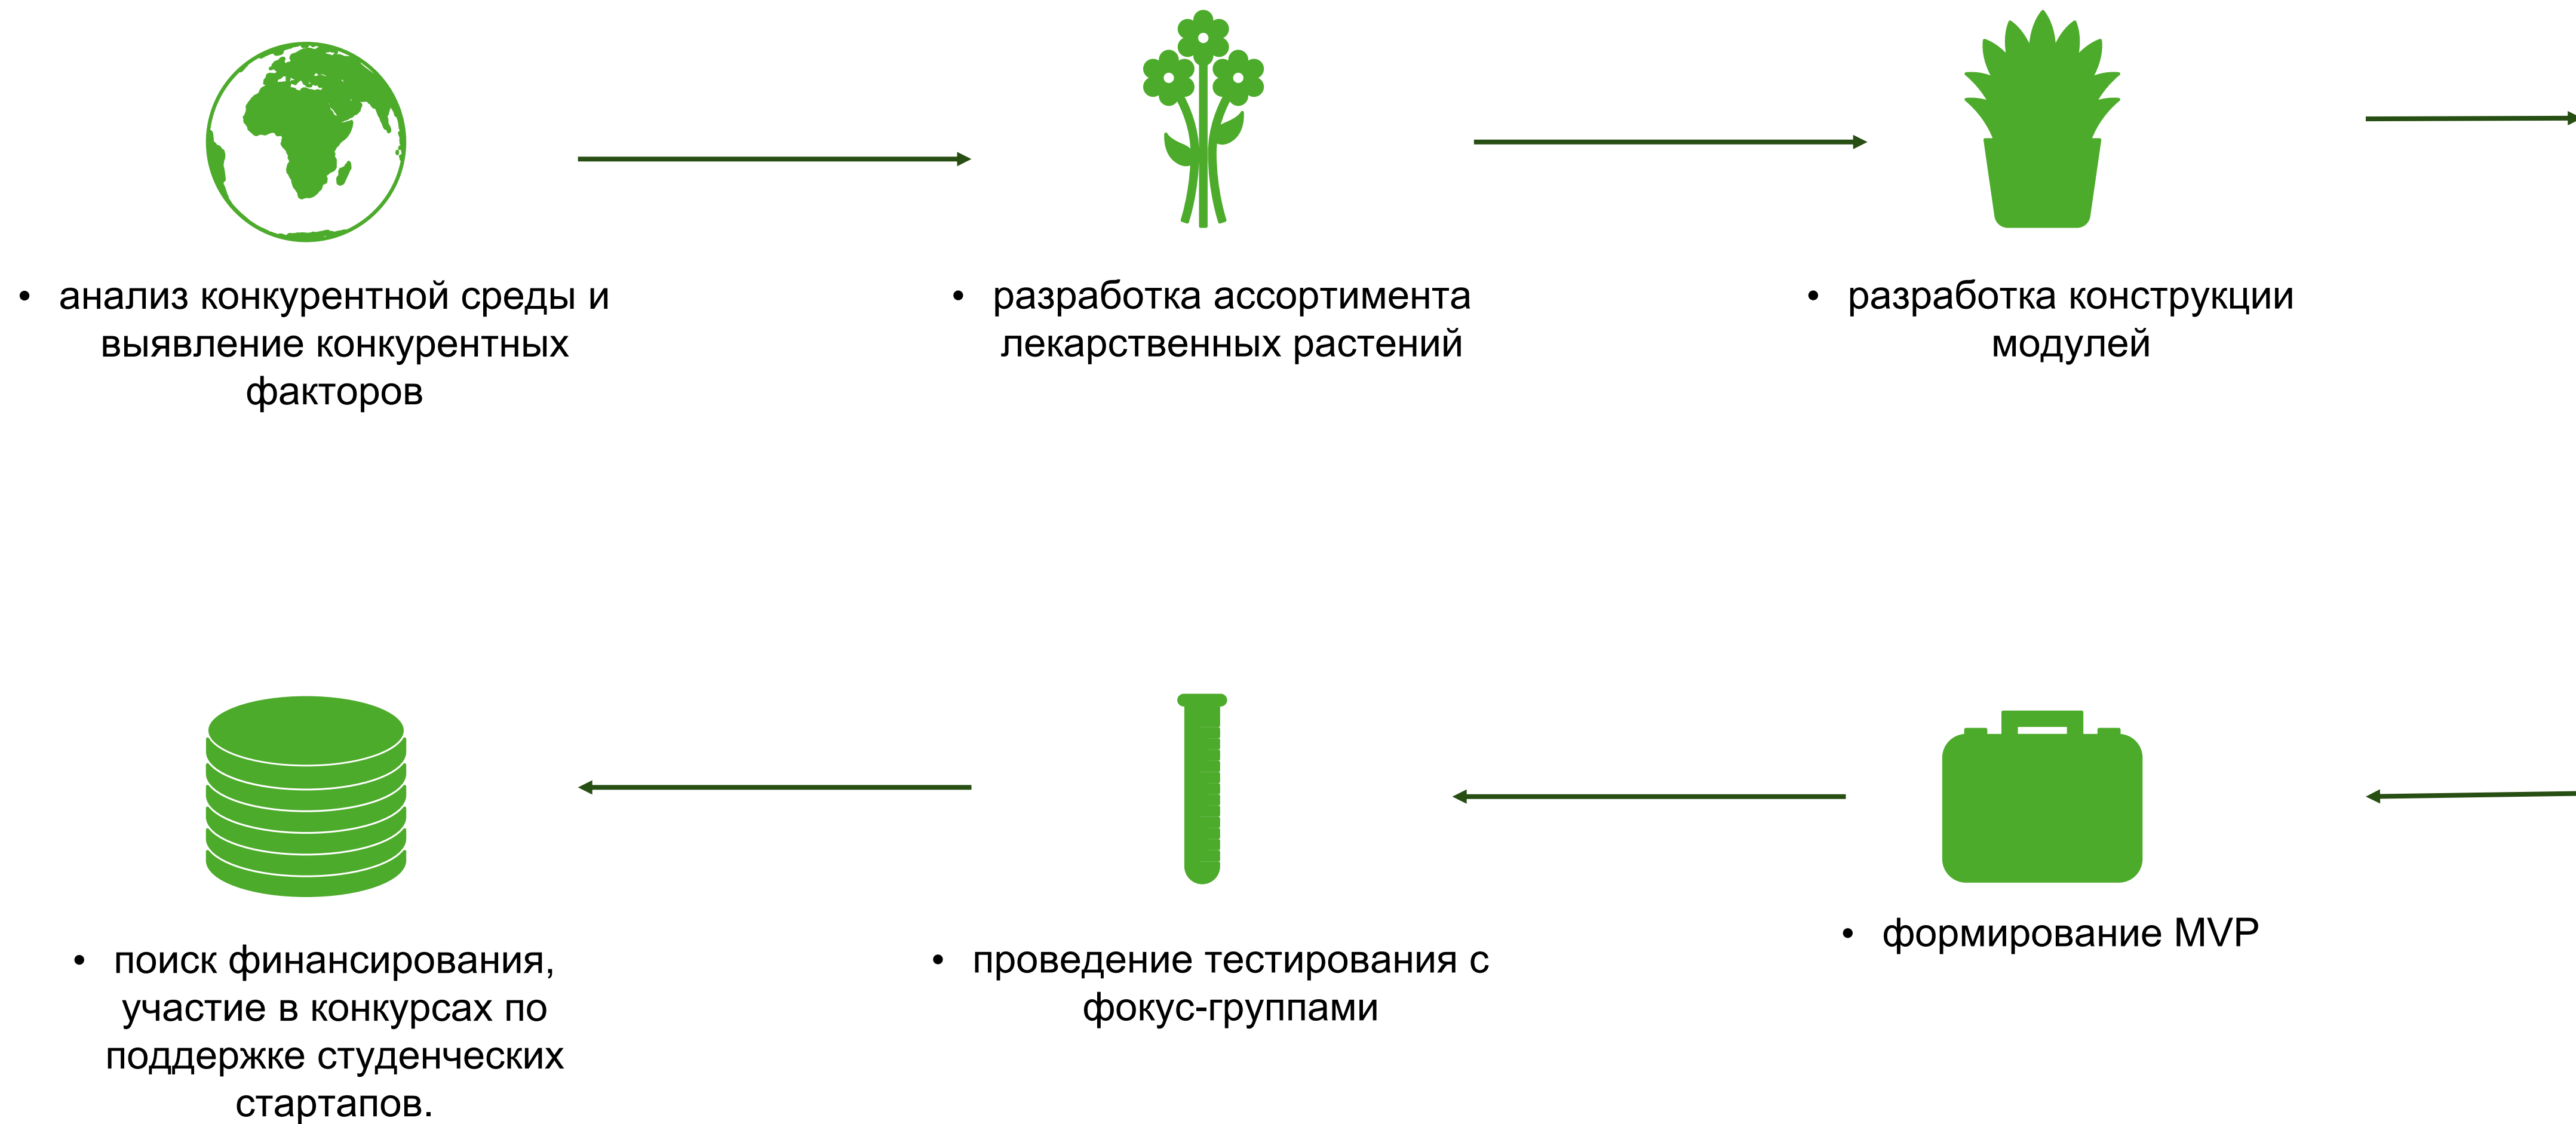 • анализ конкурентной среды и
выявление конкурентных
факторов
• разработка ассортимента
лекарственных растений
• разработка конструкции
модулей
• поиск финансирования,
участие в конкурсах по
поддержке студенческих
стартапов.
• проведение тестирования с
фокус-группами
• формирование MVP